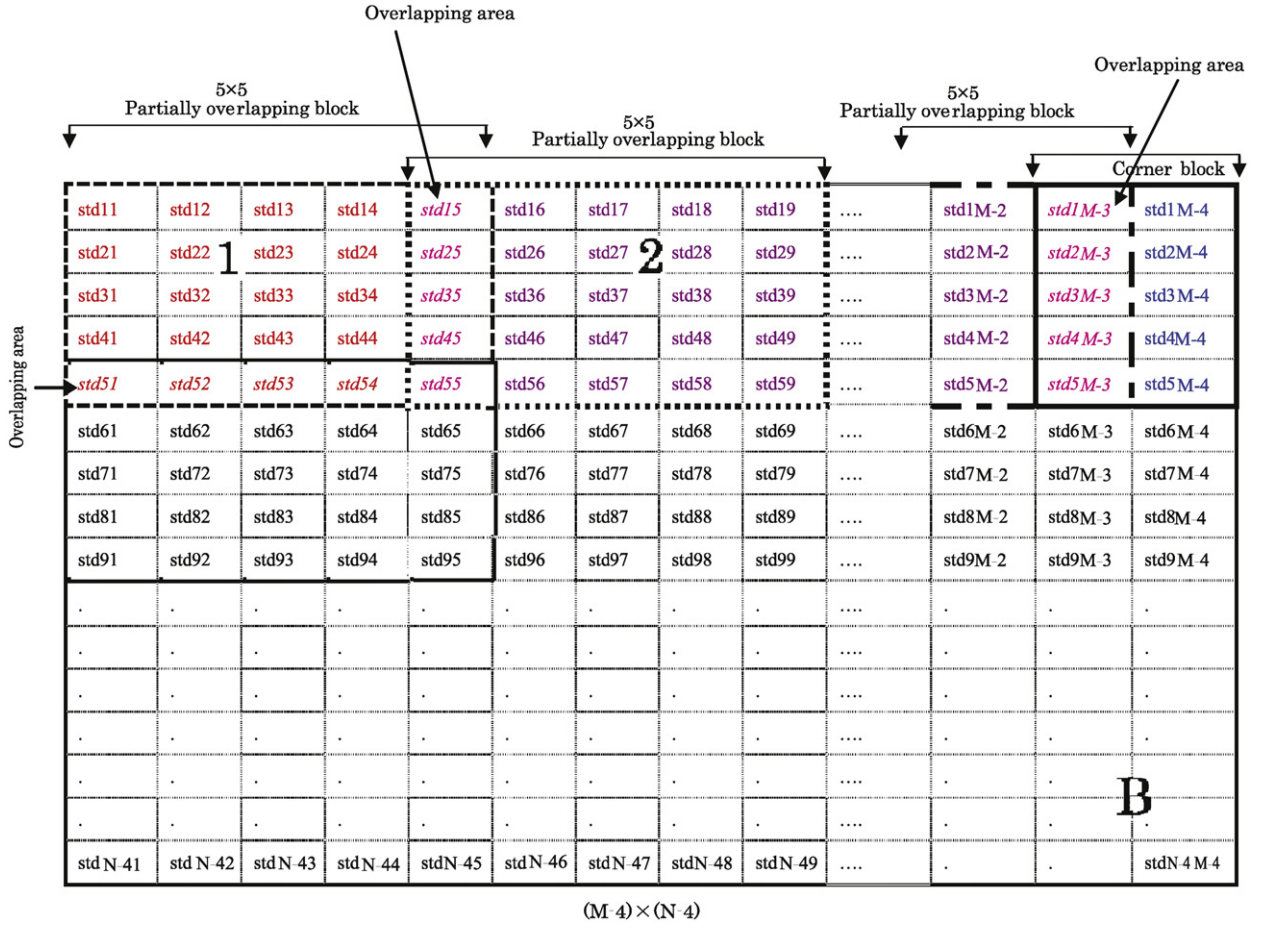 Overlapping area
Overlapping area
5×5
Partially overlapping block
5×5
Partially overlapping block
5×5
Partially overlapping block
Corner block
std11 std12 std13 std14 std15 std16 std17 std18 std19 .... std1M-2 std1M-3 std1M-4
std21 std22 std23 std24 std25 std26 std27 std28 std29 .... std2M-2 std2M-3 std2M-4
1 2
std31 std32 std33 std34 std35 std36 std37 std38 std39 .... std3M-2 std3M-3 std3M-4
std41 std42 std43 std44 std45 std46 std47 std48 std49 .... std4M-2 std4M-3 std4M-4
Overlapping area
std51 std52 std53 std54 std55 std56 std57 std58 std59 .... std5M-2 std5M-3 std5M-4
std61 std62 std63 std64 std65 std66 std67 std68 std69 .... std6M-2 std6M-3 std6M-4
std71 std72 std73 std74 std75 std76 std77 std78 std79 .... std7M-2 std7M-3 std7M-4
std81 std82 std83 std84 std85 std86 std87 std88 std89 .... std8M-2 std8M-3 std8M-4
std91 std92 std93 std94 std95 std96 std97 std98 std99 .... std9M-2 std9M-3 std9M-4
. . . . . . . . . .... . . .
. . . . . . . . . .... . . .
. . . . . . . . . .... . . .
. . . . . . . . . .... . . .
. . . . . . . . . .... . . .
B
. . . . . . . . . .... . . .
stdN-41 stdN-42 stdN-43 stdN-44 stdN-45 stdN-46 stdN-47 stdN-48 stdN-49 .... . . stdN-4M-4
(M-4)×(N-4)